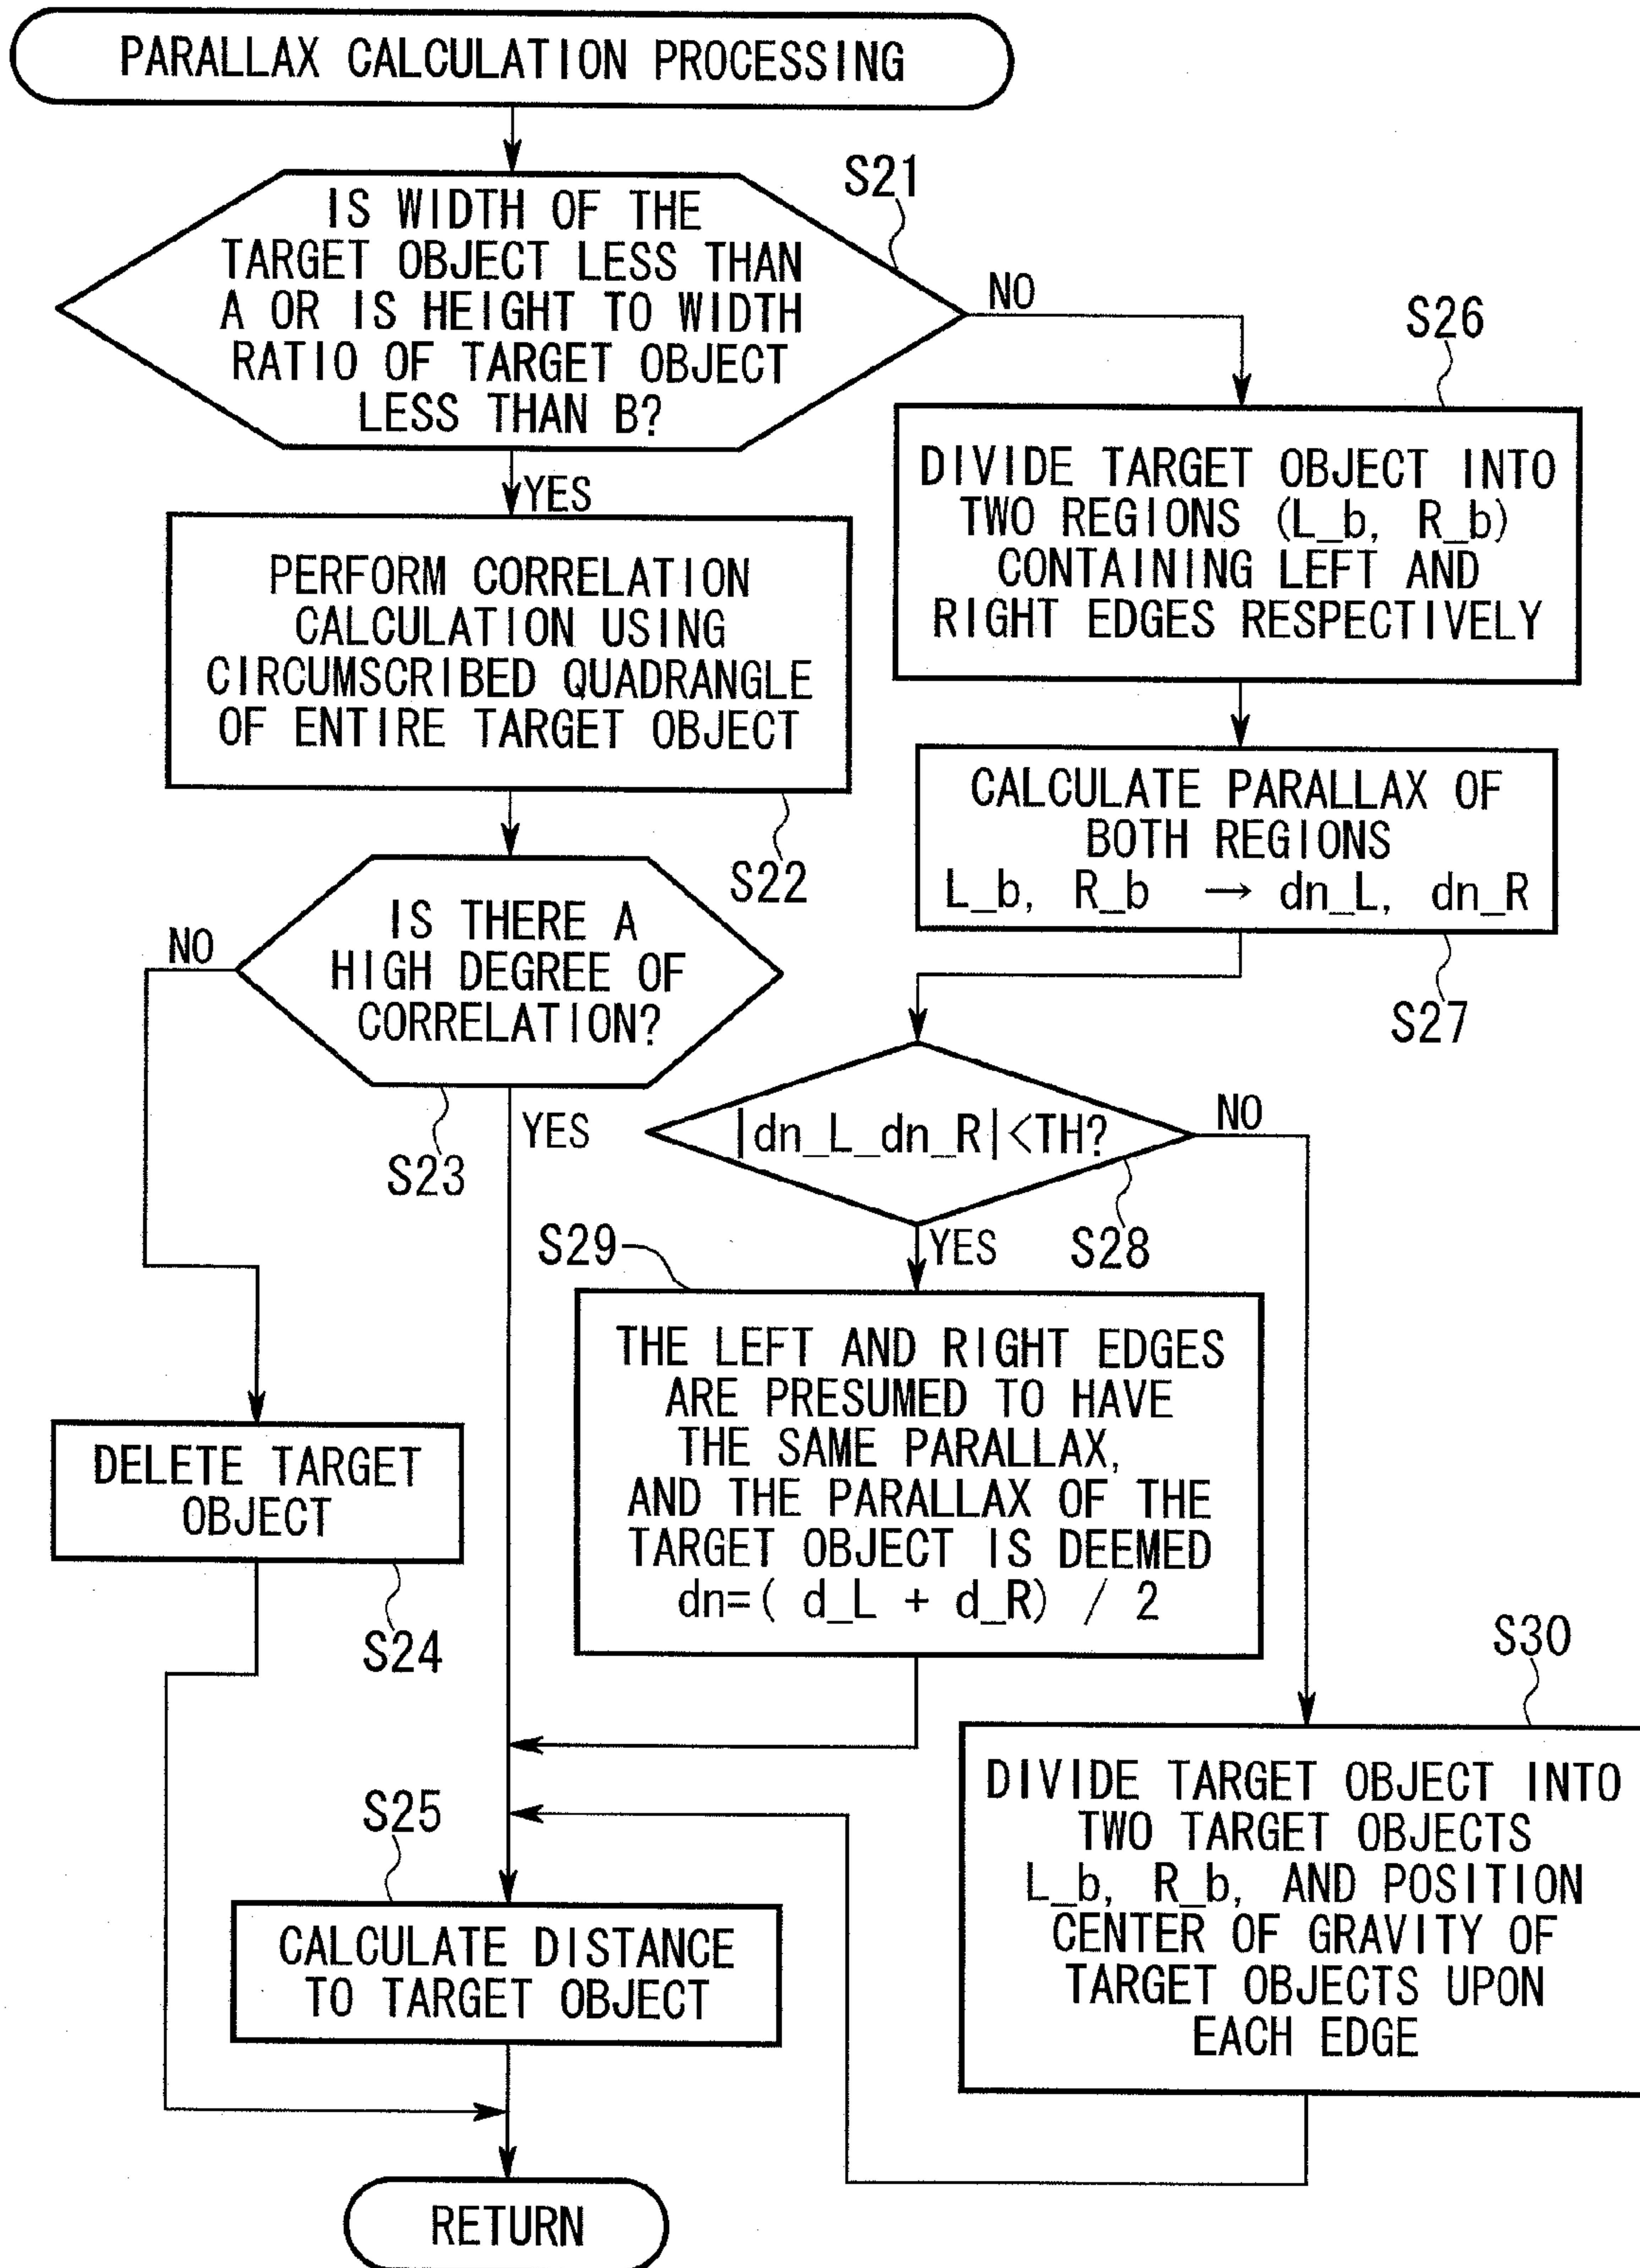 PARALLAX CALCULATION PROCESSING
S21
IS WIDTH OF THE
TARGET OBJECT LESS THAN
A OR IS HEIGHT TO WIDTH
RATIO OF TARGET OBJECT
LESS THAN B?
NO
YES
S26
DIVIDE TARGET OBJECT INTO
TWO REGIONS (L_b, R_b)
CONTAINING LEFT AND
RIGHT EDGES RESPECTIVELY
PERFORM CORRELATION
CALCULATION USING
CIRCUMSCRIBED QUADRANGLE
OF ENTIRE TARGET OBJECT
S22
CALCULATE PARALLAX OF
BOTH REGIONS
L_b, R_b → dn_L, dn_R
S27
IS THERE A
HIGH DEGREE OF
CORRELATION?
NO
YES
S23
|dn_L_dn_R|<TH?
NO
YES
S28
S29
THE LEFT AND RIGHT EDGES
ARE PRESUMED TO HAVE
THE SAME PARALLAX,
AND THE PARALLAX OF THE
TARGET OBJECT IS DEEMED
dn=( d_L + d_R) / 2
DELETE TARGET
OBJECT
S24
S30
DIVIDE TARGET OBJECT INTO
TWO TARGET OBJECTS
L_b, R_b, AND POSITION
CENTER OF GRAVITY OF
TARGET OBJECTS UPON
EACH EDGE
S25
CALCULATE DISTANCE
TO TARGET OBJECT
RETURN